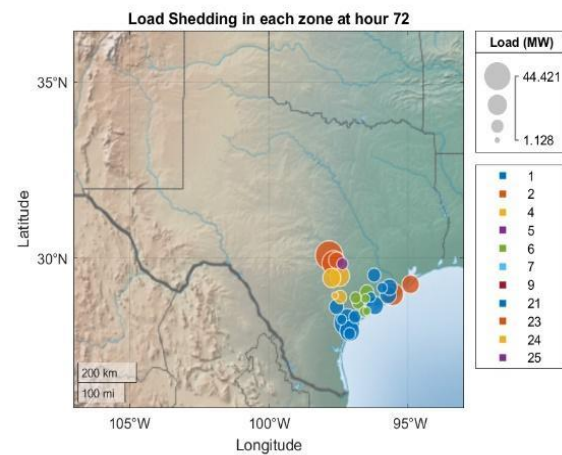 Load Shedding in each zone at hour 72
Load (MW)
44.421
1.128
35°N
30°N
Latitude
1
2
4
5
6
7
9
21
23
24
25
200 km
100 mi
105°W
100°W
95°W
Longitude